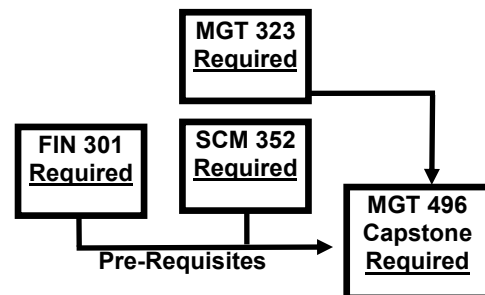 MGT 323
Required
FIN 301
Required
SCM 352
Required
MGT 496
Capstone
Required
Pre-Requisites